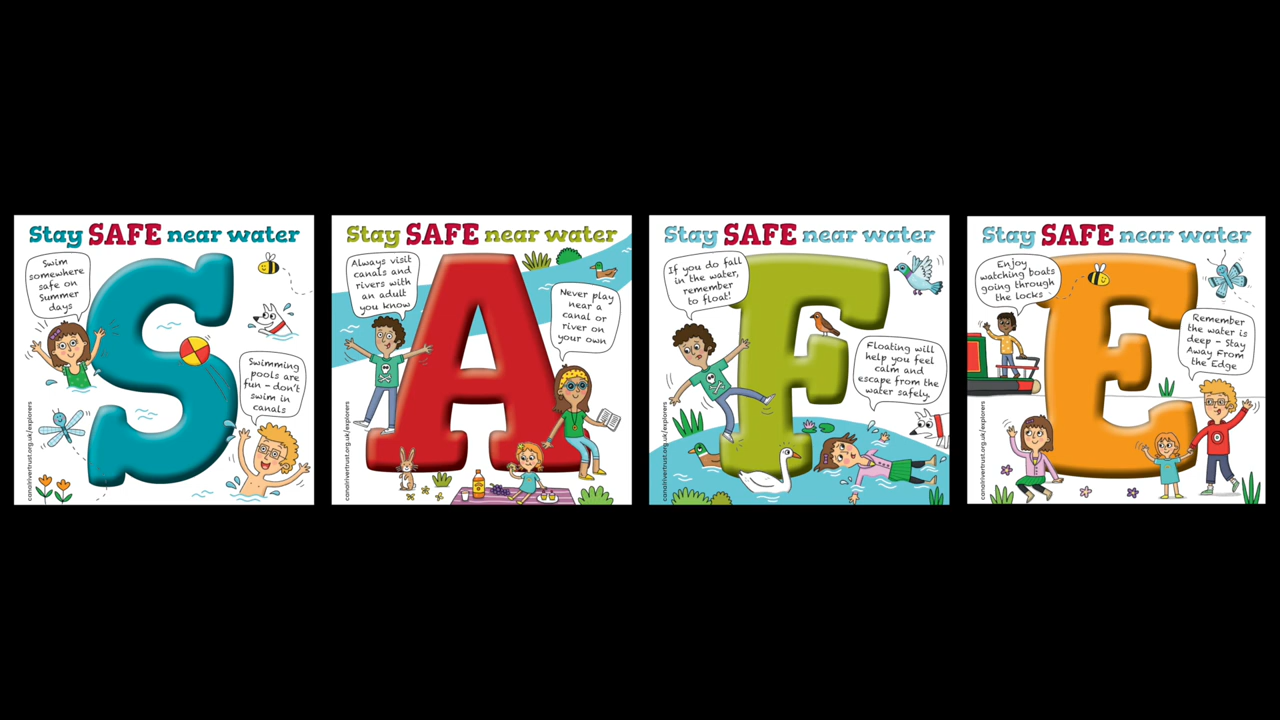 Stay SAFE near water
Swim
somewhere
safe on
Summer
days
S
Swimming
pools are
fun - don't
swim in
canals
canalrivertrust.org.uk/explorers
Stay SAFE near water
Always visit
canals and
rivers with
an adult
you know
A
Never play
near a
canal or
river on
your own
canalrivertrust.org.uk/explorers
Stay SAFE near water
If you do fall
in the water,
remember
to float!
F
Floating will
help you feel
calm and
escape from the
water safely.
canalrivertrust.org.uk/explorers
Stay SAFE near water
Enjoy
watching boats
going through
the locks
E
Remember
the water is
deep - Stay
Away From
the Edge
canalrivertrust.org.uk/explorers